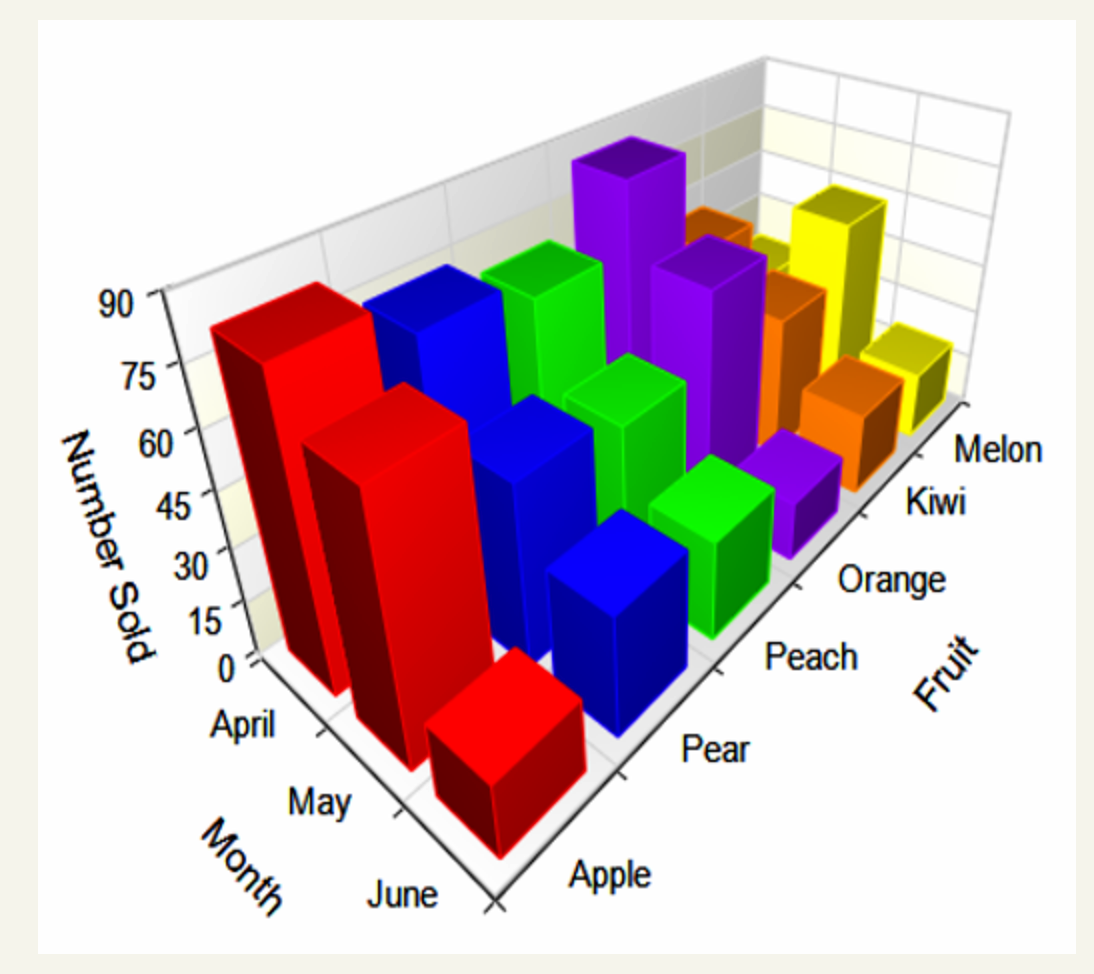 90
75
60
45
30
15
0
Number Sold
April
May
June
Month
Apple
Pear
Peach
Orange
Kiwi
Melon
Fruit